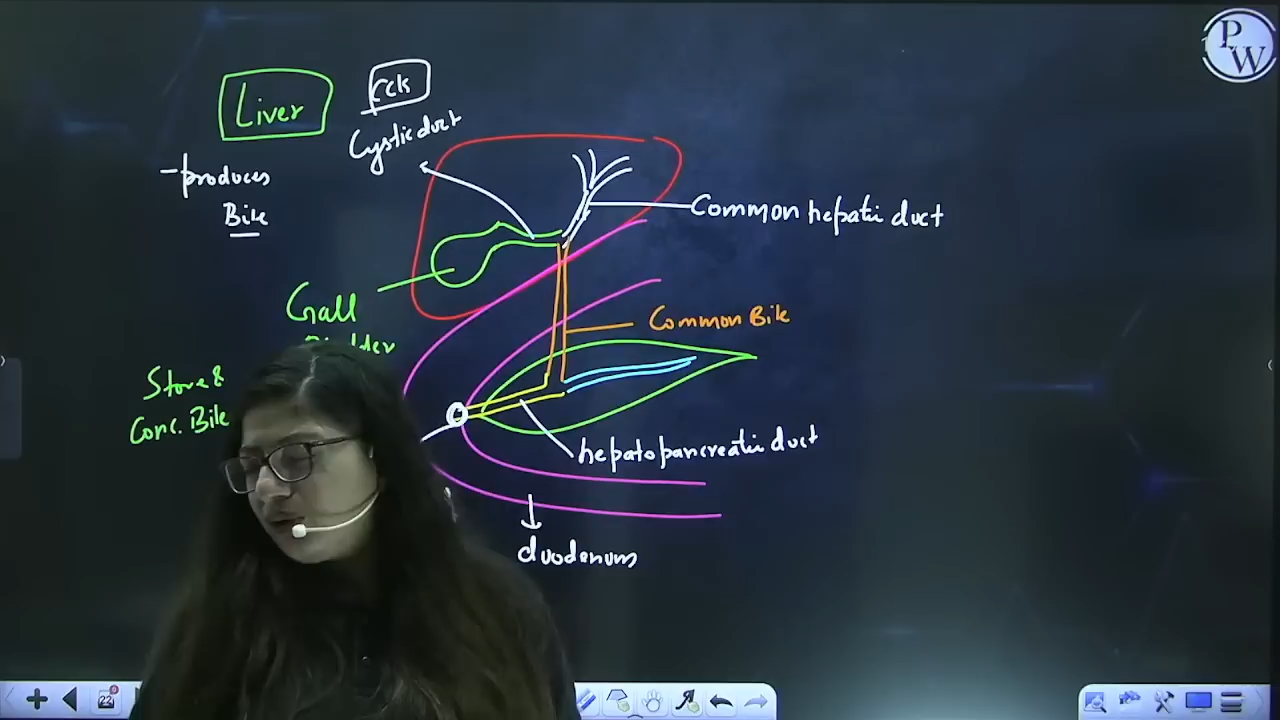 PW
Liver
CCK
Cystic duct
-produces
Bile
Common hepatic duct
Gall
Common Bile
Store &
Conc. Bile
hepatopancreatic duct
duodenum
22